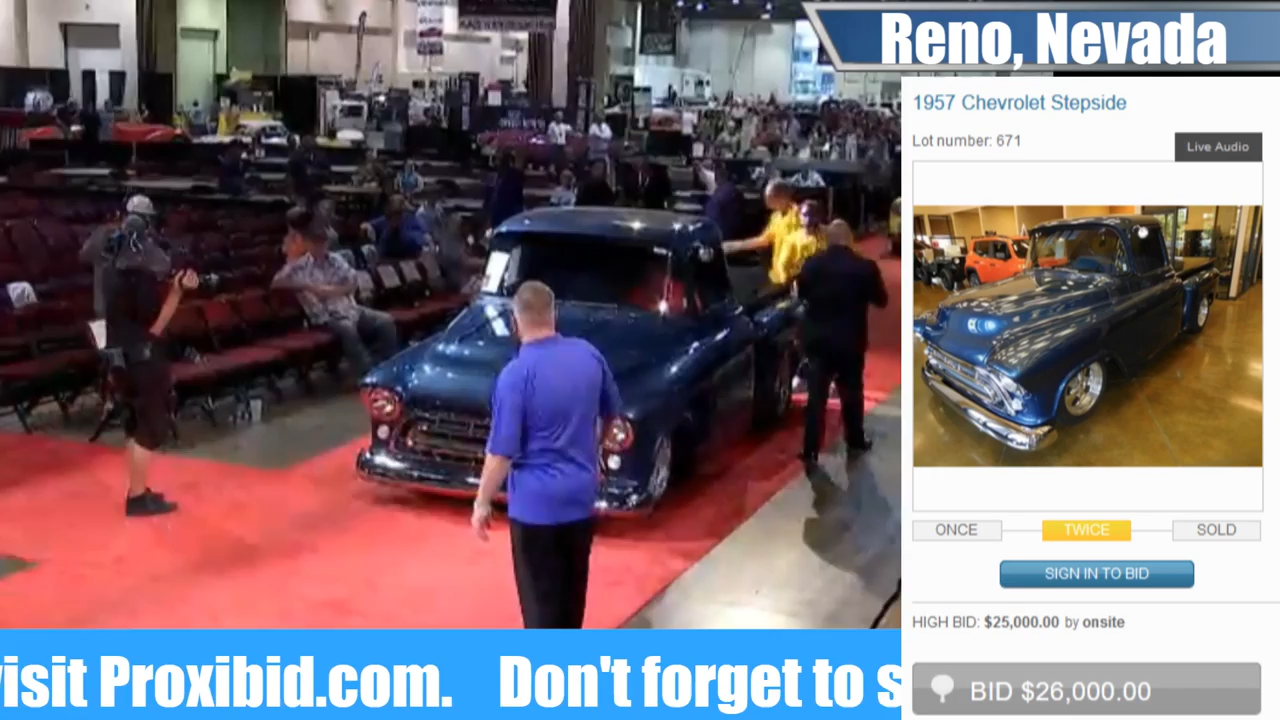 Reno, Nevada
1957 Chevrolet Stepside
Lot number: 671
Live Audio
ONCE
TWICE
SOLD
SIGN IN TO BID
HIGH BID: $25,000.00 by onsite
BID $26,000.00
visit Proxibid.com. Don't forget to s